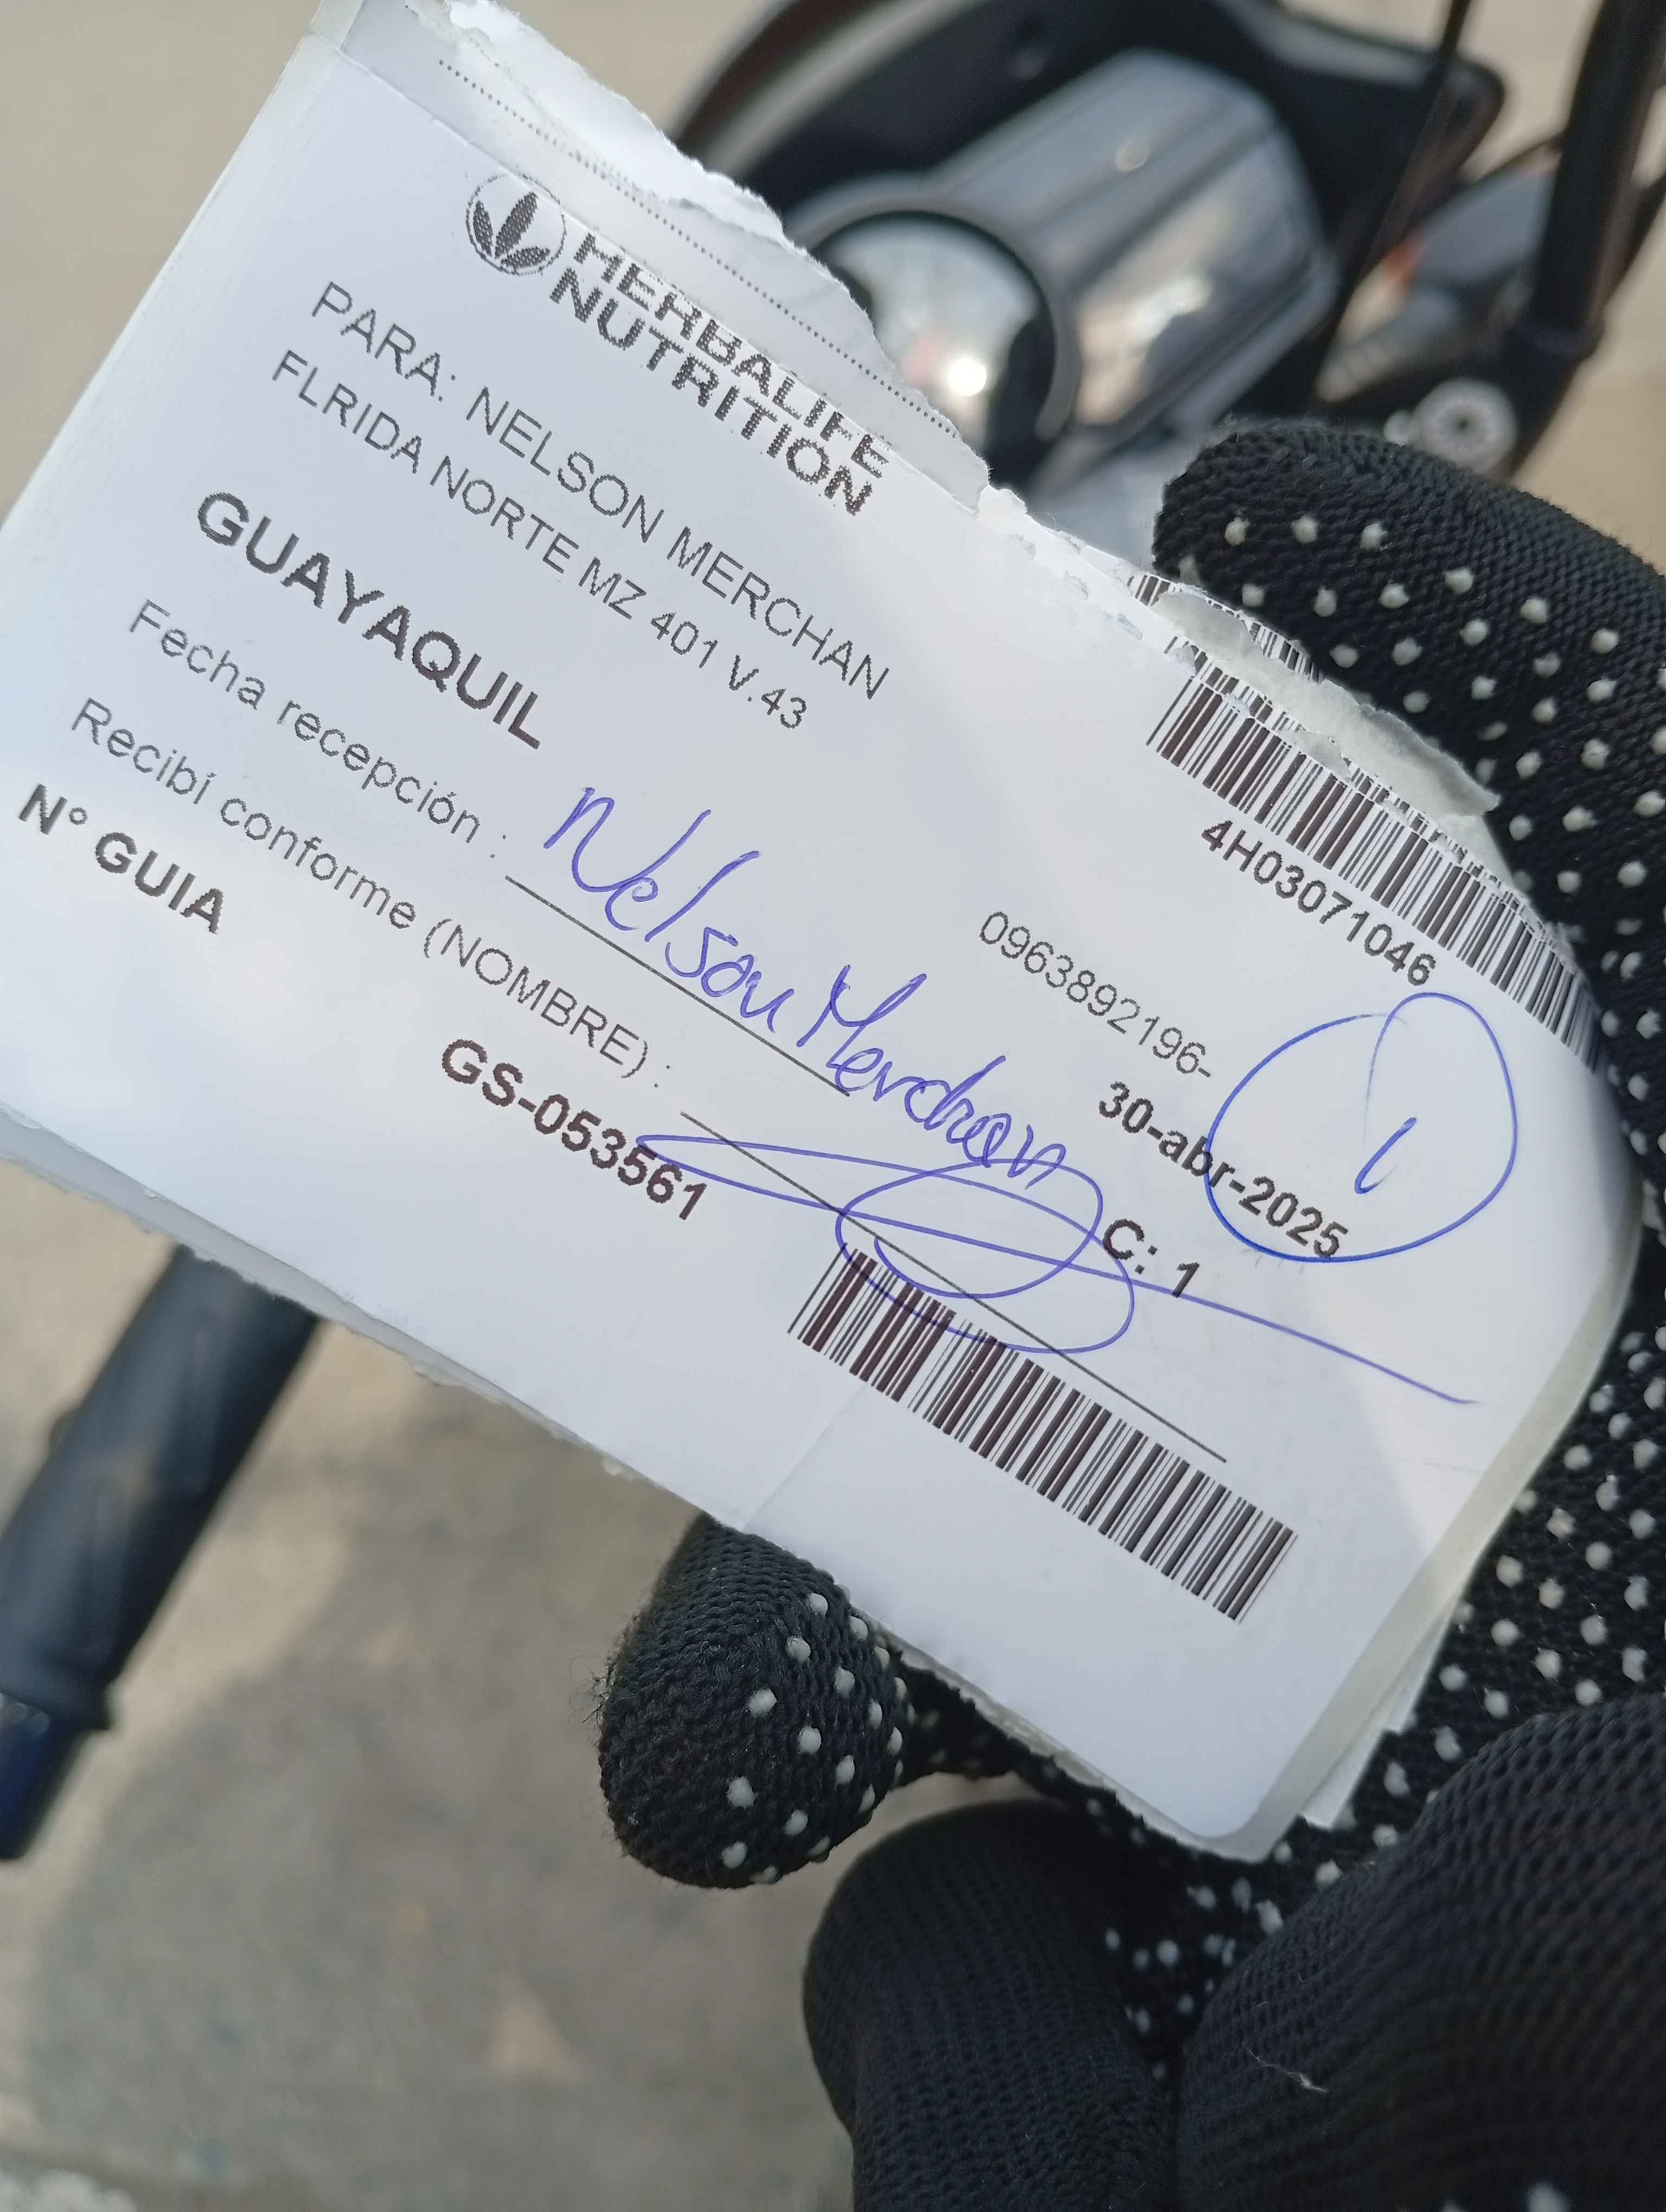 HERBALIFE
NUTRITION
4H03071046
PARA: NELSON MERCHAN
FLRIDA NORTE MZ 401 V.43
0963892196-
GUAYAQUIL
30-abr-2025
1
Fecha recepción :
Nelson Merchan
Recibí conforme (NOMBRE) :
C: 1
N° GUIA
GS-053561